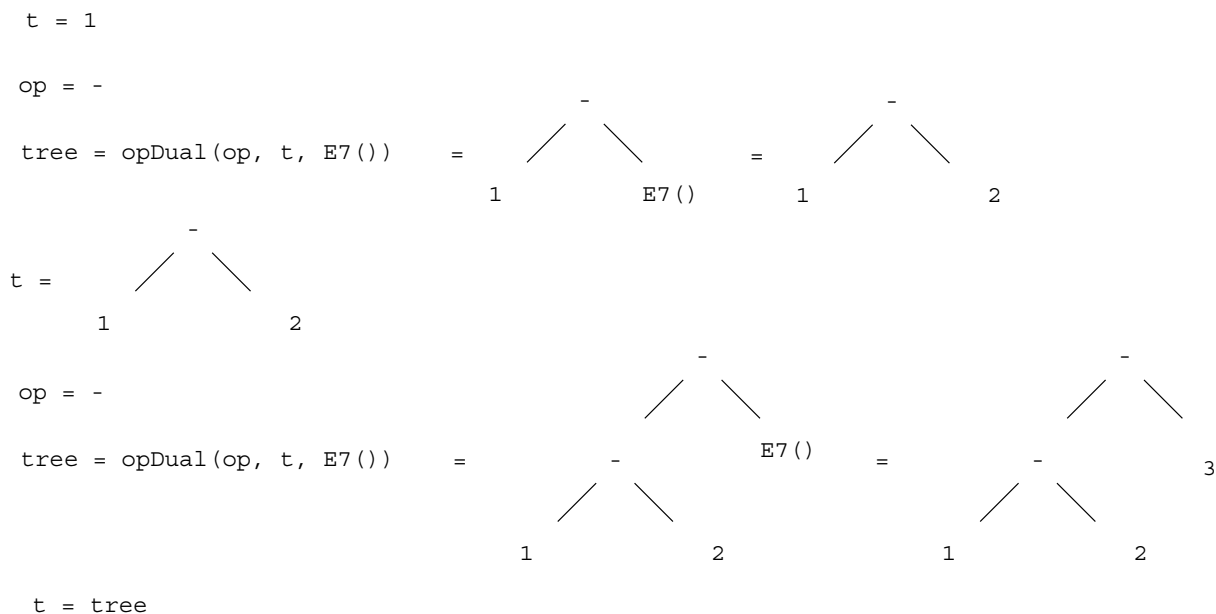 t = 1
op = -
-
-
tree = opDual(op, t, E7()) = =
1 E7() 1 2
-
t =
1 2
- -
op = -
E7()
tree = opDual(op, t, E7()) = - = - 3
1 2 1 2
t = tree